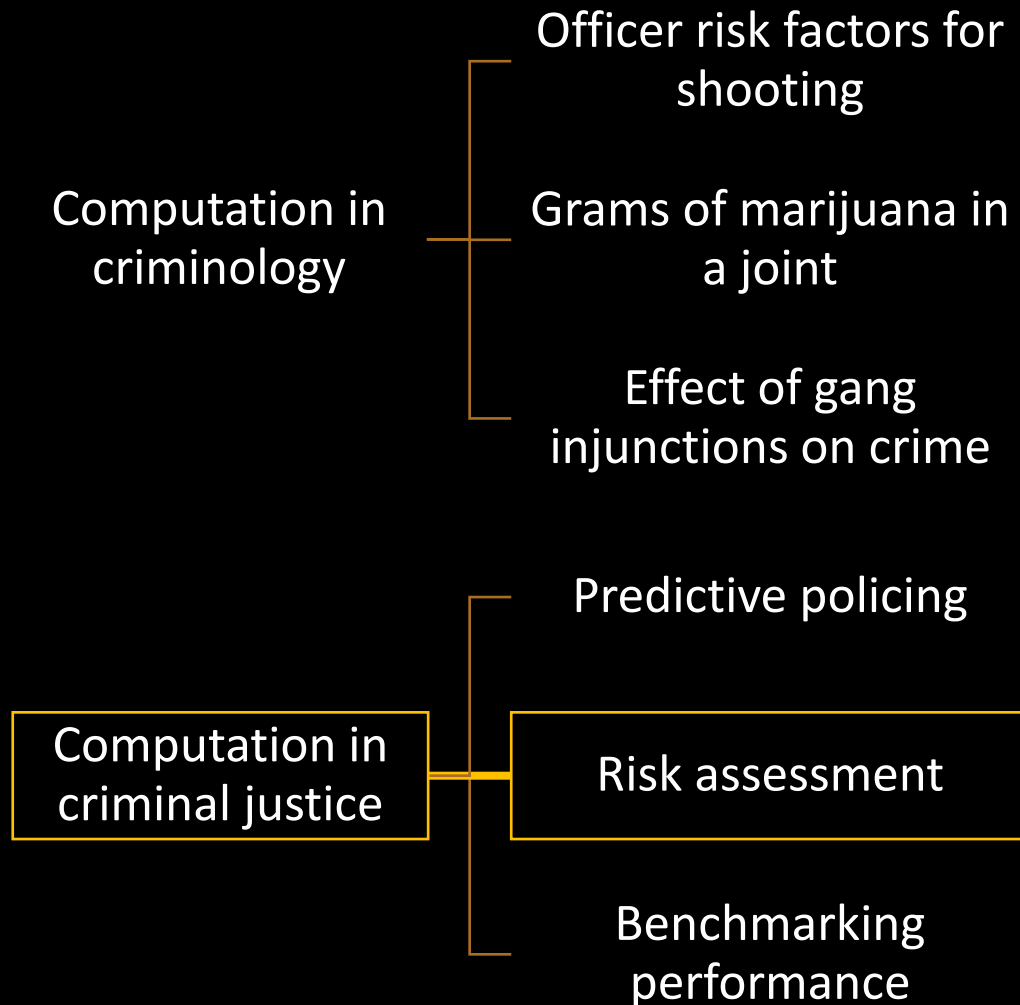 Officer risk factors for
shooting
Computation in
criminology
Grams of marijuana in
a joint
Effect of gang
injunctions on crime
Predictive policing
Computation in
criminal justice
Risk assessment
Benchmarking
performance